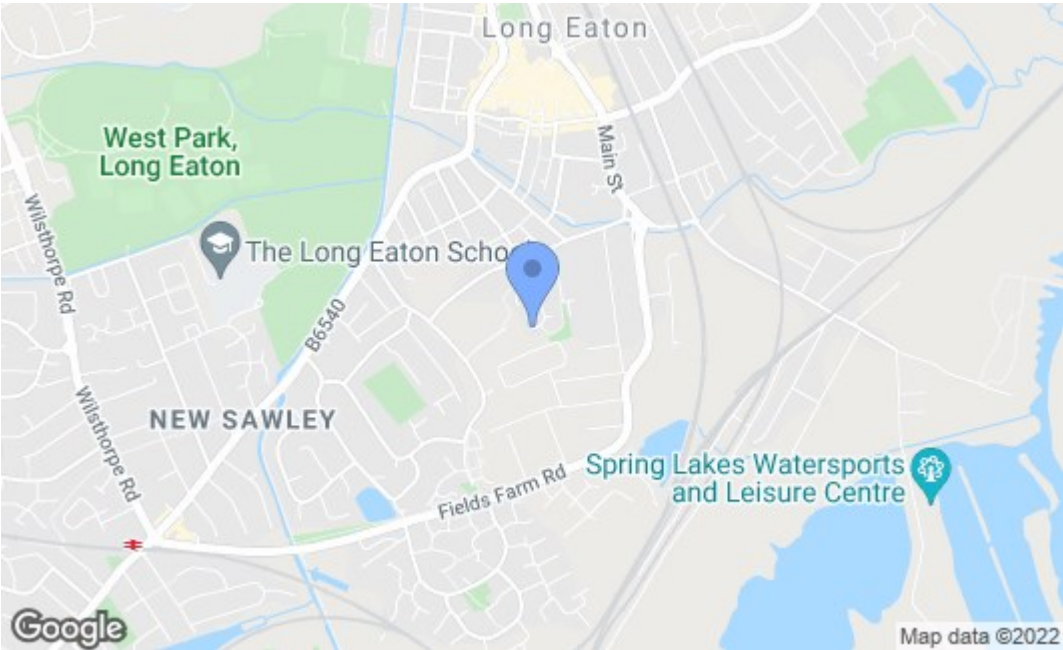 Long Eaton
West Park,
Long Eaton
Main St
Wilsthorpe Rd
The Long Eaton School
B6540
Wilsthorpe Rd
NEW SAWLEY
Spring Lakes Watersports
and Leisure Centre
Fields Farm Rd
Google
Map data ©2022